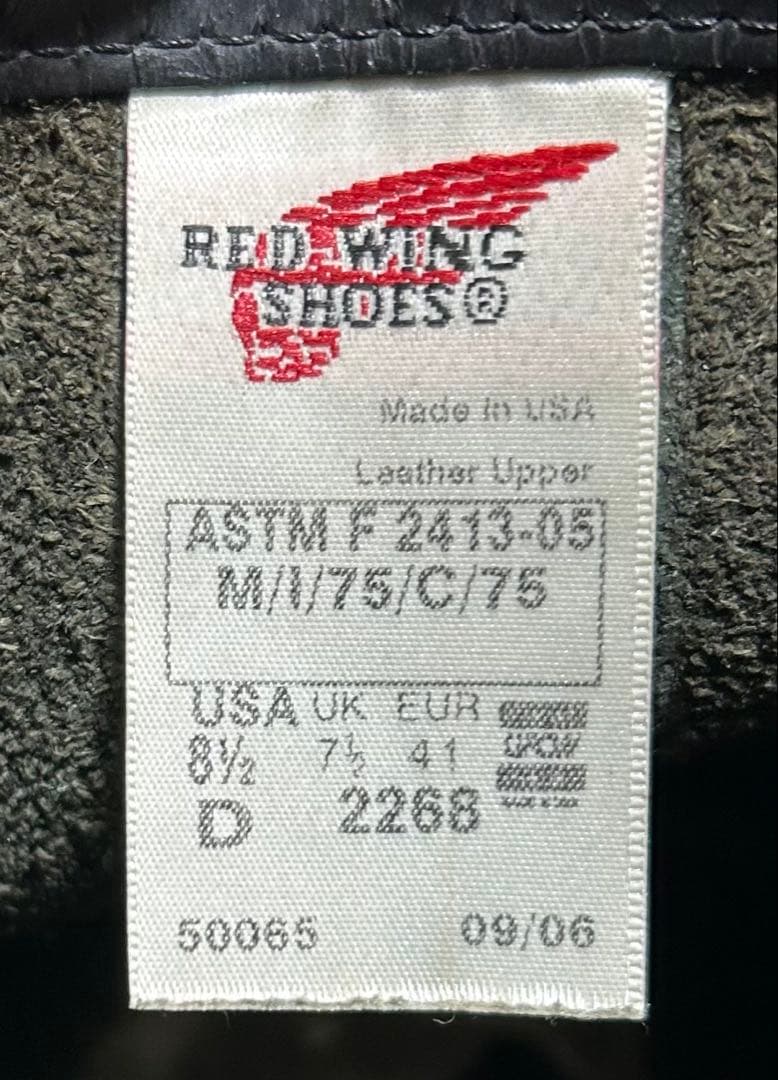 RED WING
SHOES®
Made in USA
Leather Upper
ASTM F 2413-05
M/I/75/C/75
USA UK EUR
8½ 7½ 41
D 2268
50065 09/06